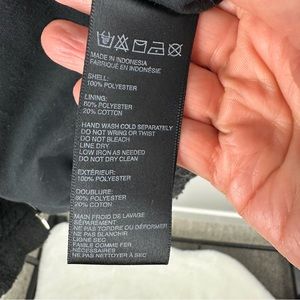 MADE IN INDONESIA
FABRIQUE EN INDONÉSIE
SHELL:
100% POLYESTER
LINING:
80% POLYESTER
20% COTTON
HAND WASH COLD SEPARATELY
DO NOT WRING OR TWIST
DO NOT BLEACH
LINE DRY
LOW IRON AS NEEDED
DO NOT DRY CLEAN
EXTÉRIEUR:
100% POLYESTER
DOUBLURE:
80% POLYESTER
20% COTON
MAIN FROID DE LAVAGE
SÉPARÉMENT
NE PAS TORDRE OU DÉFORMER
NE PAS BLANCHIR
LIGNE SEC
FAIBLE COMME FER
NÉCESSAIRES
NE PAS NETTOYER À SEC